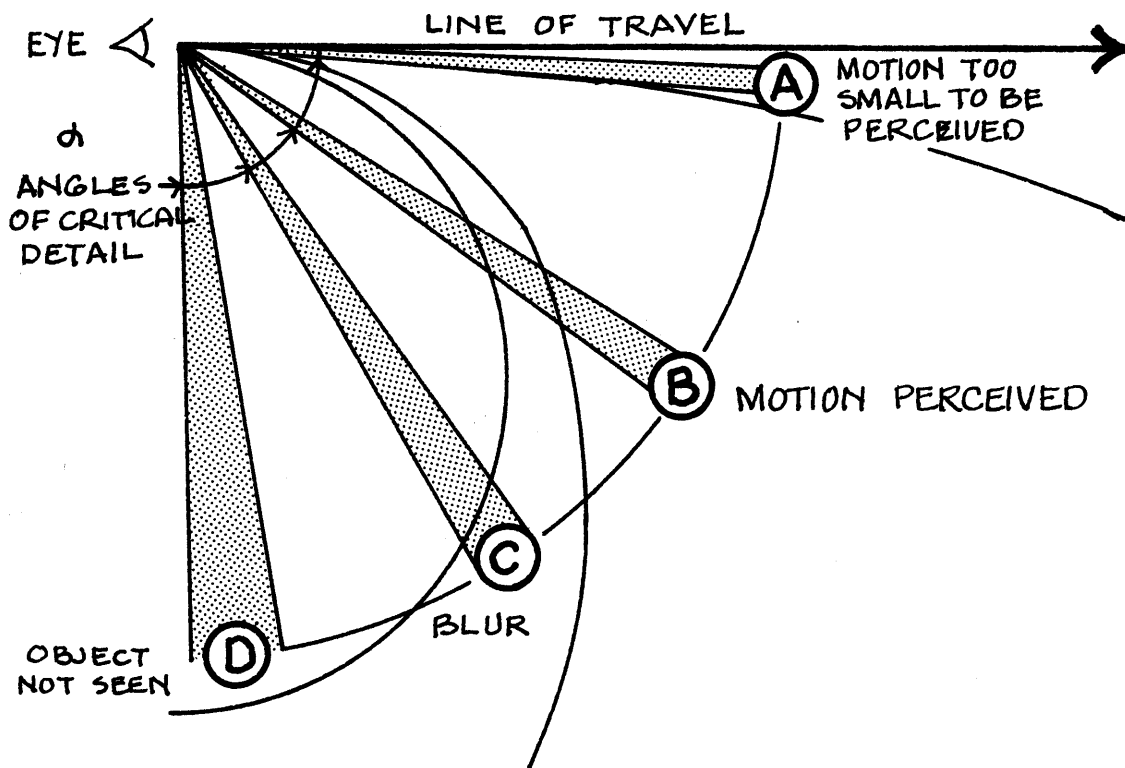 LINE OF TRAVEL
EYE
A
MOTION TOO
SMALL TO BE
PERCEIVED
α
ANGLES
OF CRITICAL
DETAIL
B
MOTION PERCEIVED
C
BLUR
D
OBJECT
NOT SEEN